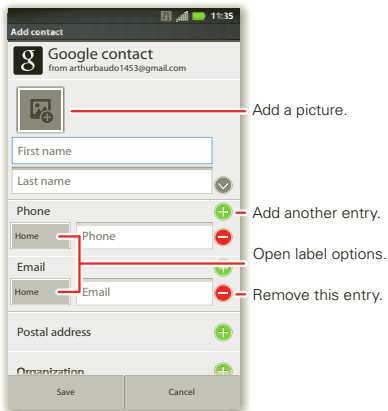 11:35
Add contact
g Google contact
from arthurbaudo1453@gmail.com
Add a picture.
First name
Last name
Phone
Add another entry.
Home Phone
Open label options.
Email
Home Email
Remove this entry.
Postal address
Organization
Save Cancel